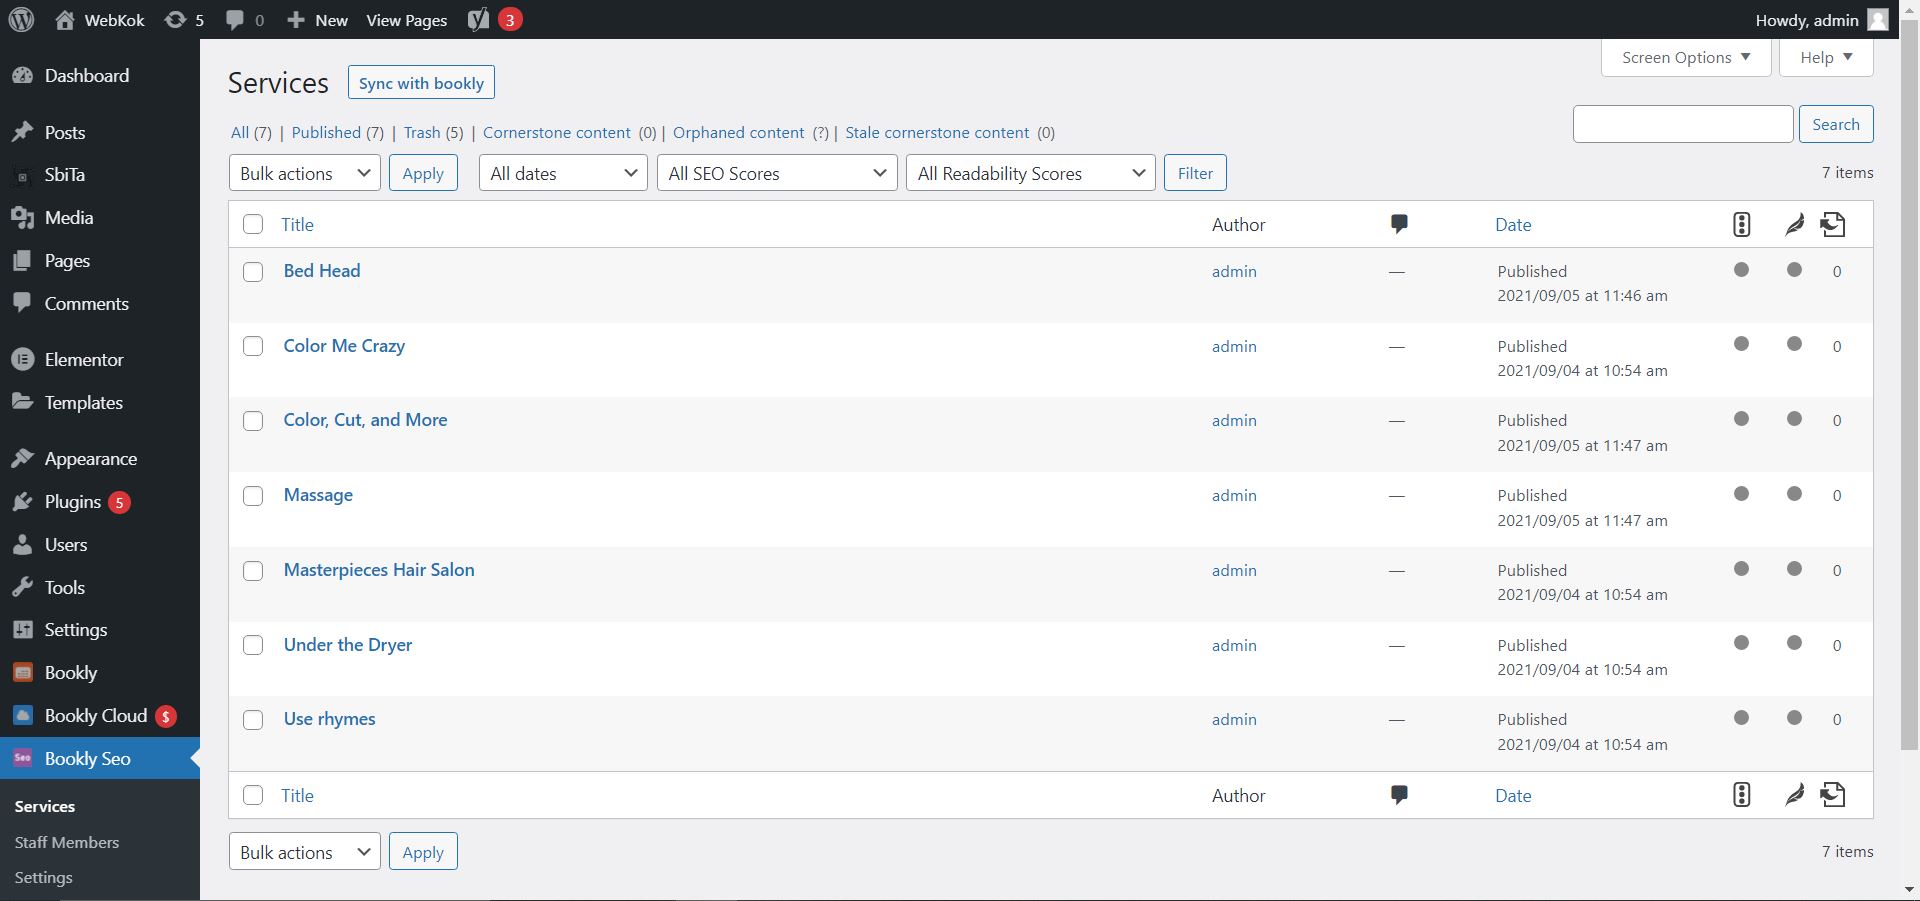 WebKok 5 0 New View Pages 3 Howdy, admin
Dashboard
Posts
SbiTa
Media
Pages
Comments
Elementor
Templates
Appearance
Plugins 5
Users
Tools
Settings
Bookly
Bookly Cloud $
Seo Bookly Seo
Services
Staff Members
Settings
Screen Options Help
Services Sync with bookly
All (7) | Published (7) | Trash (5) | Cornerstone content (0) | Orphaned content (?) | Stale cornerstone content (0)
Search
Bulk actions Apply All dates All SEO Scores All Readability Scores Filter 7 items
Title Author Date
Bed Head admin — Published 0
2021/09/05 at 11:46 am
Color Me Crazy admin — Published 0
2021/09/04 at 10:54 am
Color, Cut, and More admin — Published 0
2021/09/05 at 11:47 am
Massage admin — Published 0
2021/09/05 at 11:47 am
Masterpieces Hair Salon admin — Published 0
2021/09/04 at 10:54 am
Under the Dryer admin — Published 0
2021/09/04 at 10:54 am
Use rhymes admin — Published 0
2021/09/04 at 10:54 am
Title Author Date
Bulk actions Apply 7 items